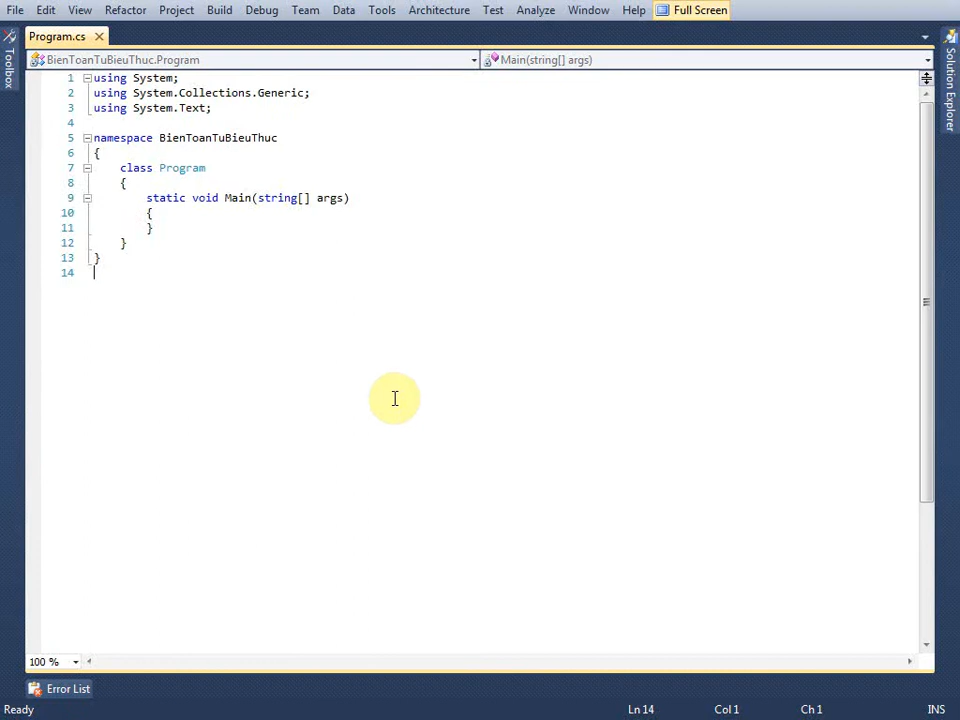 File Edit View Refactor Project Build Debug Team Data Tools Architecture Test Analyze Window Help Full Screen
Program.cs
Toolbox
Solution Explorer
BienToanTuBieuThuc.Program Main(string[] args)
1 using System;
2 using System.Collections.Generic;
3 using System.Text;
4
5 namespace BienToanTuBieuThuc
6 {
7 class Program
8 {
9 static void Main(string[] args)
10 {
11 }
12 }
13 }
14
100 %
Error List
Ready Ln 14 Col 1 Ch 1 INS